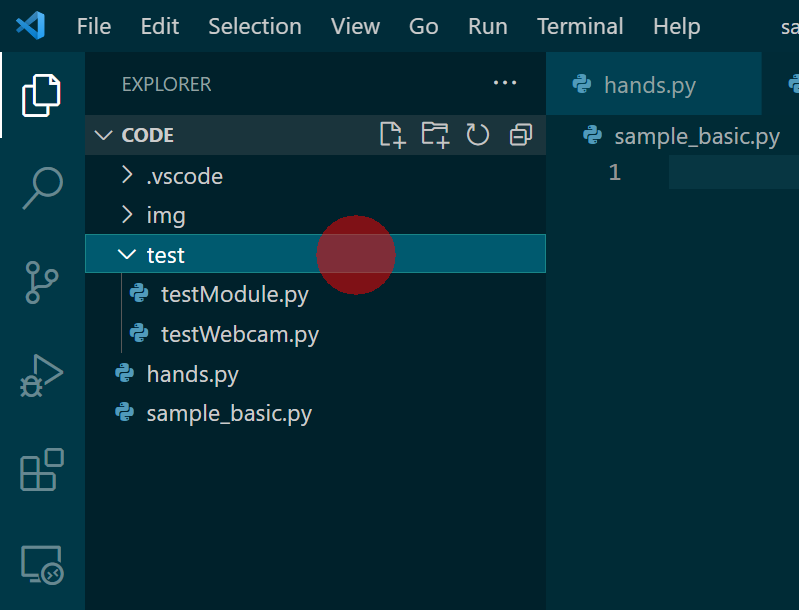 File Edit Selection View Go Run Terminal Help sa
EXPLORER ...
hands.py
CODE
sample_basic.py
.vscode
1
img
test
testModule.py
testWebcam.py
hands.py
sample_basic.py